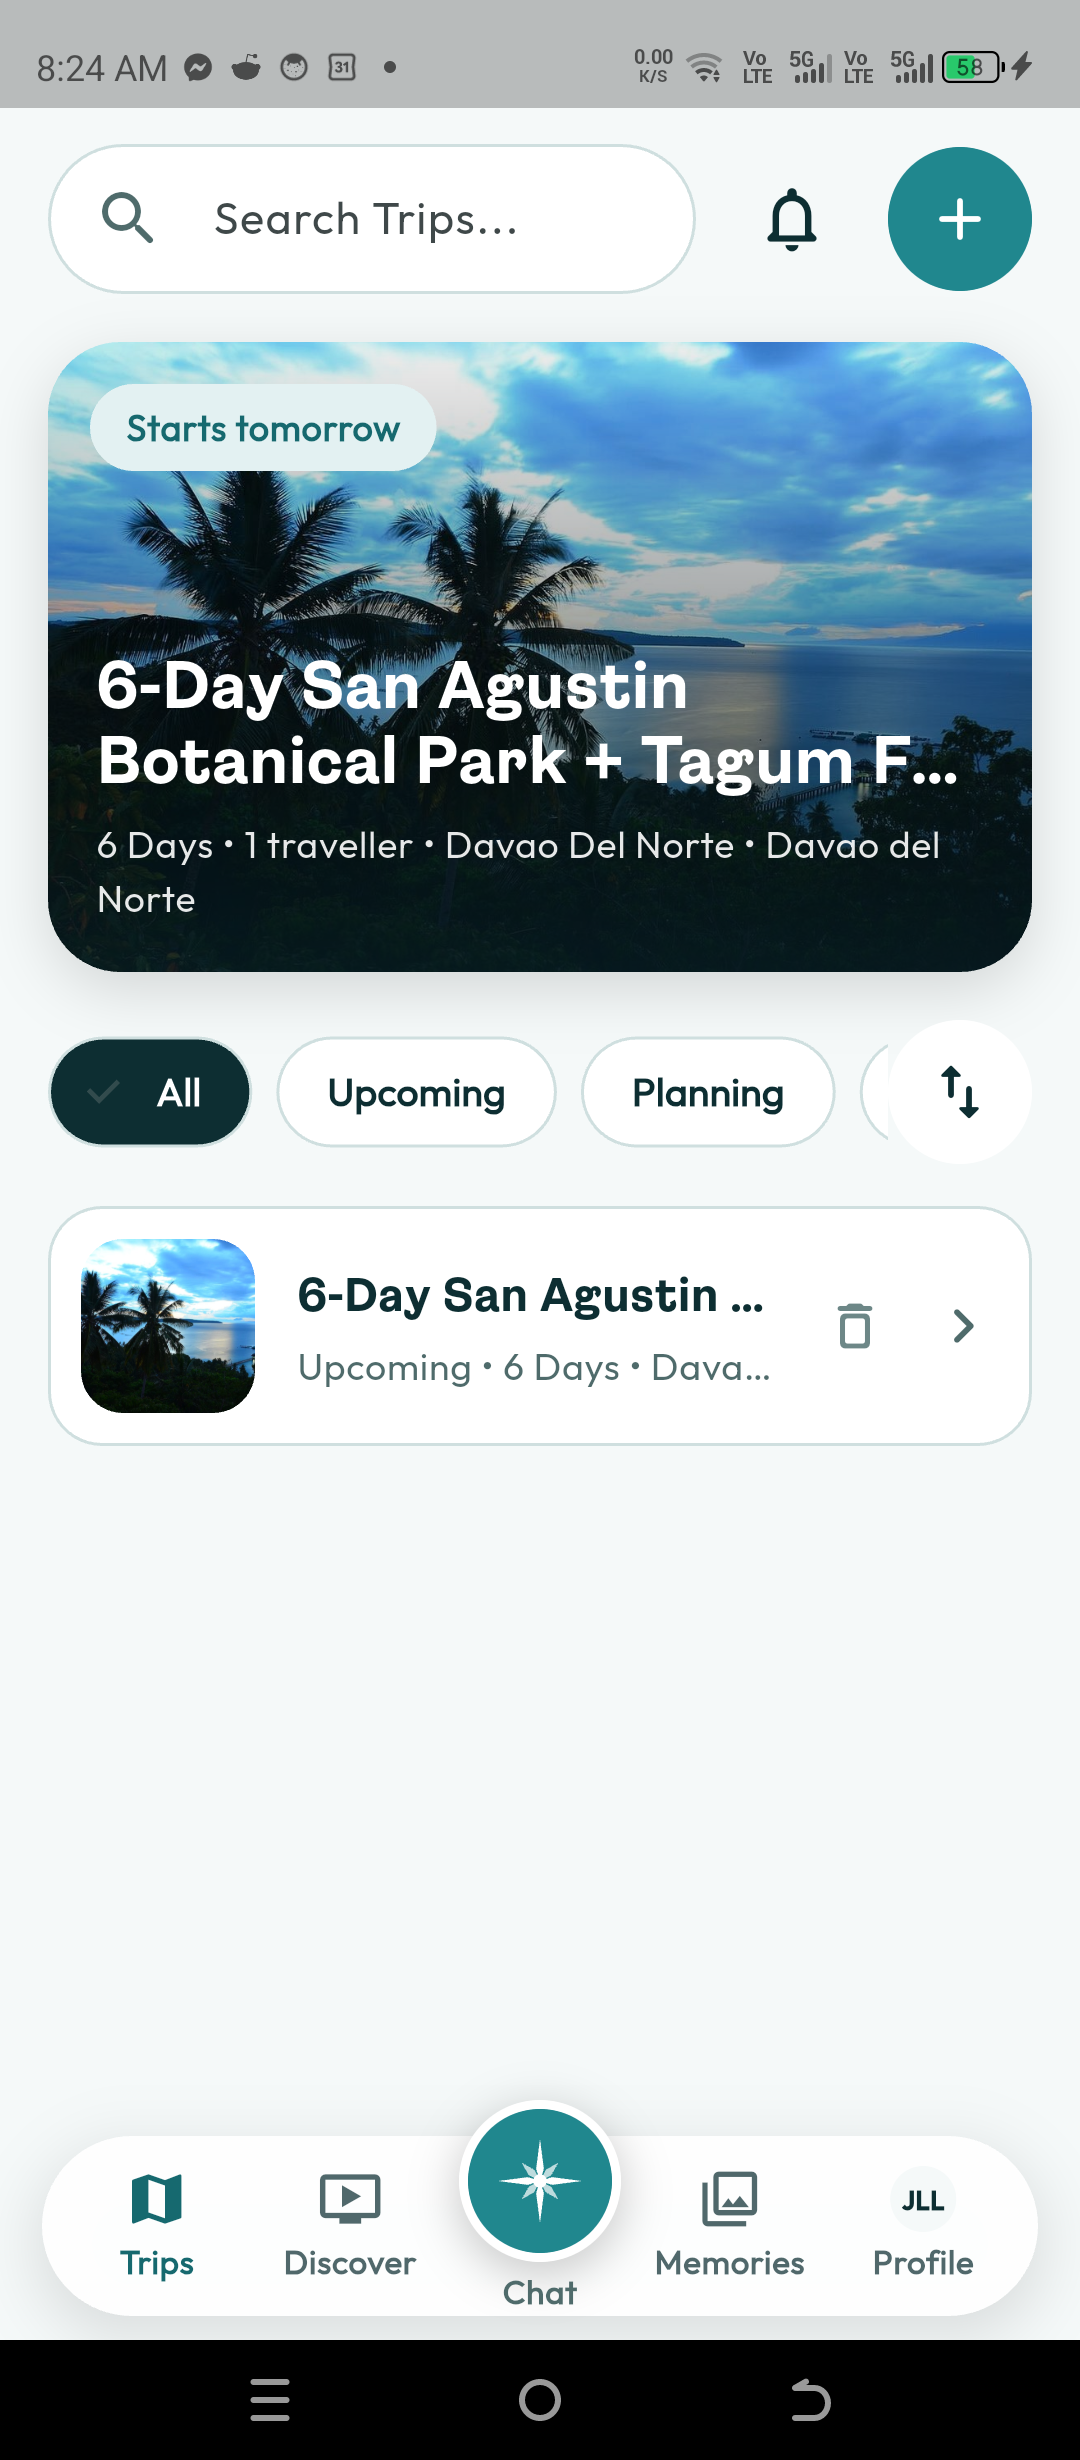 8:24 AM
31
0.00
K/S
Vo
LTE
5G
Vo
LTE
5G
58
Search Trips...
Starts tomorrow
6-Day San Agustin
Botanical Park + Tagum F...
6 Days • 1 traveller • Davao Del Norte • Davao del
Norte
All
Upcoming
Planning
6-Day San Agustin ...
Upcoming • 6 Days • Dava...
Trips
Discover
Chat
Memories
JLL
Profile